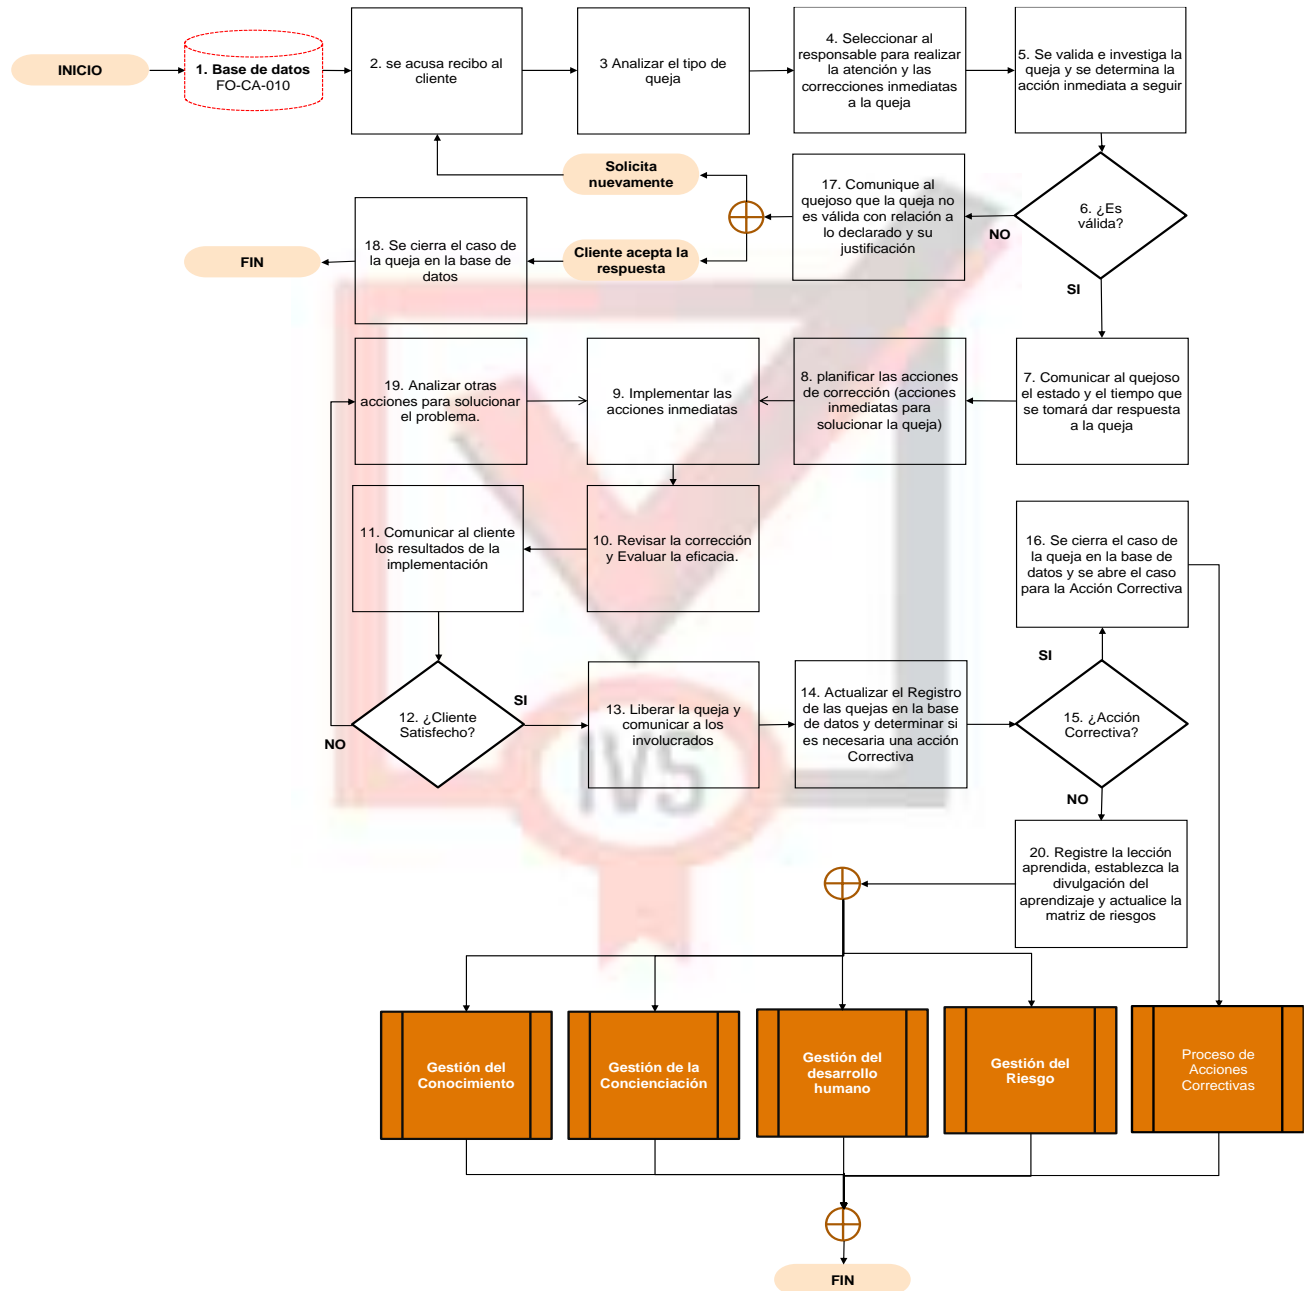 INICIO
1. Base de datos
FO-CA-010
2. se acusa recibo al
cliente
3 Analizar el tipo de
queja
4. Seleccionar al
responsable para realizar
la atención y las
correcciones inmediatas
a la queja
5. Se valida e investiga la
queja y se determina la
acción inmediata a seguir
Solicita
nuevamente
17. Comunique al
quejoso que la queja no
es válida con relación a
lo declarado y su
justificación
6. ¿Es
válida?
NO
SI
FIN
18. Se cierra el caso de
la queja en la base de
datos
Cliente acepta la
respuesta
19. Analizar otras
acciones para solucionar
el problema.
9. Implementar las
acciones inmediatas
8. planificar las acciones
de corrección (acciones
inmediatas para
solucionar la queja)
7. Comunicar al quejoso
el estado y el tiempo que
se tomará dar respuesta
a la queja
11. Comunicar al cliente
los resultados de la
implementación
10. Revisar la corrección
y Evaluar la eficacia.
16. Se cierra el caso de
la queja en la base de
datos y se abre el caso
para la Acción Correctiva
SI
12. ¿Cliente
Satisfecho?
SI
NO
13. Liberar la queja y
comunicar a los
involucrados
14. Actualizar el Registro
de las quejas en la base
de datos y determinar si
es necesaria una acción
Correctiva
15. ¿Acción
Correctiva?
NO
IVS
20. Registre la lección
aprendida, establezca la
divulgación del
aprendizaje y actualice la
matriz de riesgos
Gestión del
Conocimiento
Gestión de la
Concienciación
Gestión del
desarrollo
humano
Gestión del
Riesgo
Proceso de
Acciones
Correctivas
FIN